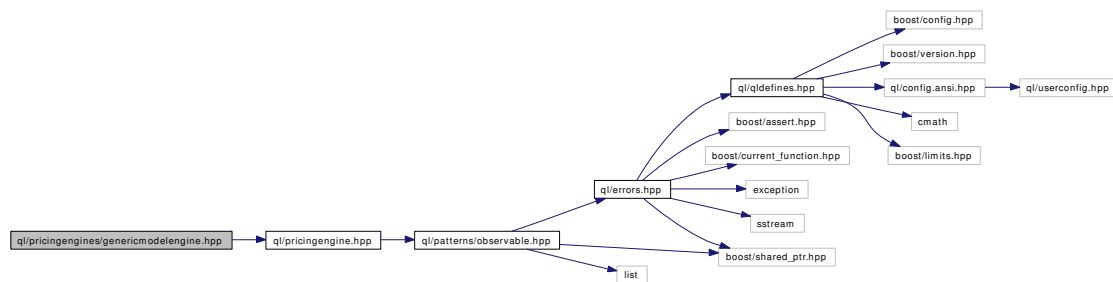 boost/config.hpp
boost/version.hpp
ql/qldefines.hpp
ql/config.ansi.hpp
ql/userconfig.hpp
boost/assert.hpp
cmath
boost/current_function.hpp
boost/limits.hpp
ql/errors.hpp
exception
sstream
ql/pricingengines/genericmodelengine.hpp
ql/pricingengine.hpp
ql/patterns/observable.hpp
boost/shared_ptr.hpp
list